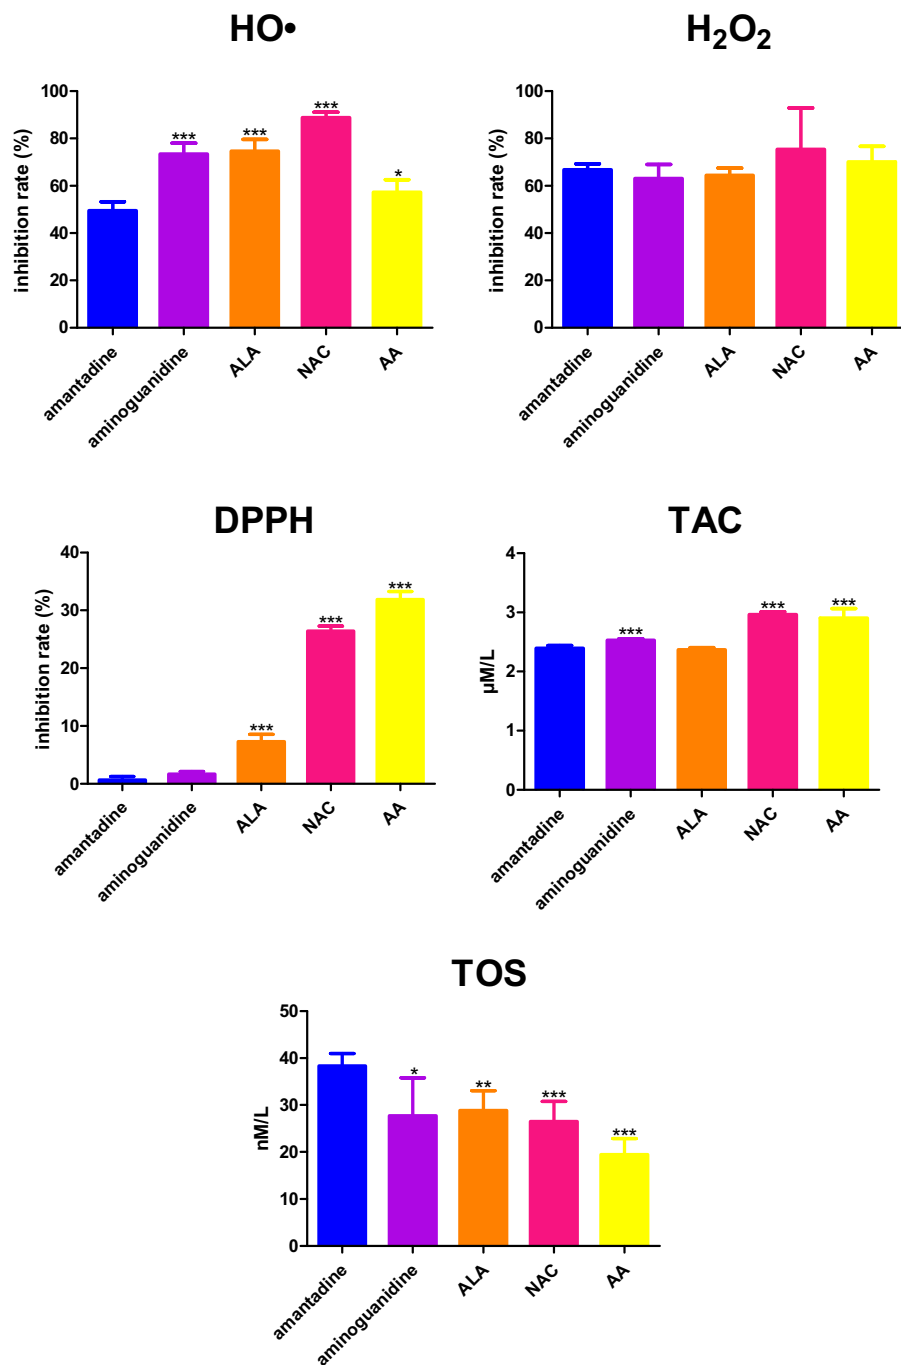 HO•
inhibition rate (%)
100
80
60
40
20
0
***
***
***
*
amantadine
aminoguanidine
ALA
NAC
AA
H₂O₂
inhibition rate (%)
100
80
60
40
20
0
amantadine
aminoguanidine
ALA
NAC
AA
DPPH
inhibition rate (%)
40
30
20
10
0
***
***
***
amantadine
aminoguanidine
ALA
NAC
AA
TAC
µM/L
4
3
2
1
0
***
***
***
amantadine
aminoguanidine
ALA
NAC
AA
TOS
nM/L
50
40
30
20
10
0
*
**
***
***
amantadine
aminoguanidine
ALA
NAC
AA